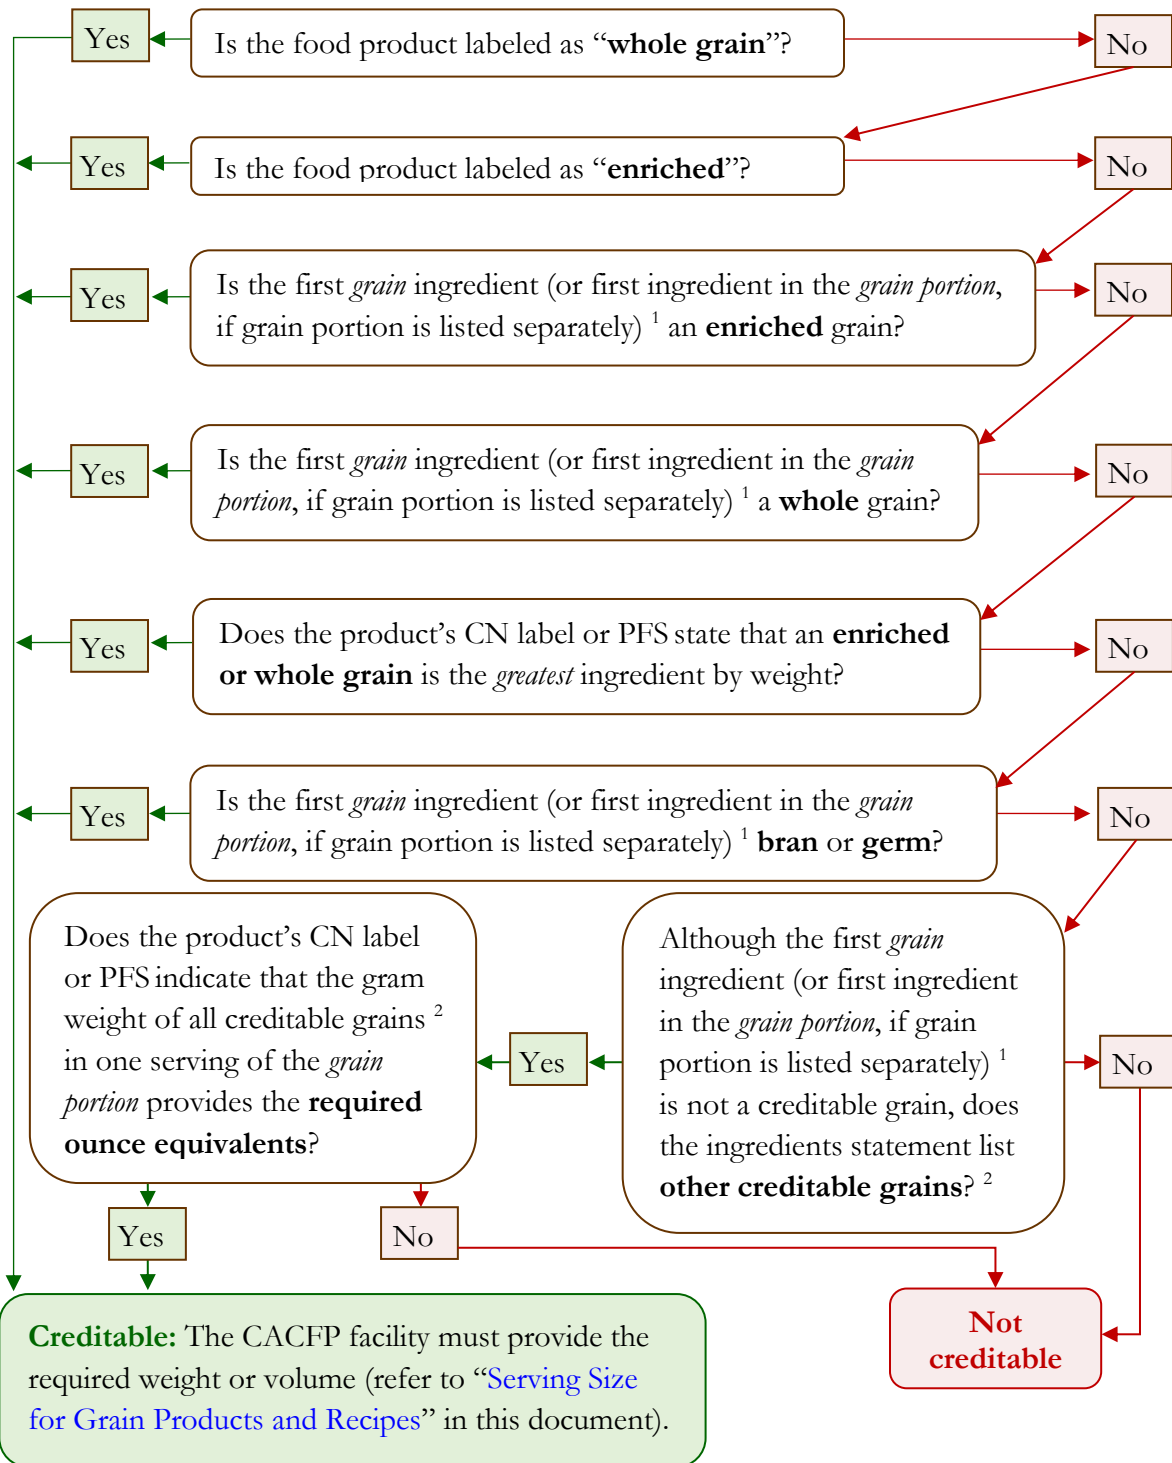 Yes
Is the food product labeled as “whole grain”?
No
Yes
Is the food product labeled as “enriched”?
No
Yes
Is the first grain ingredient (or first ingredient in the grain portion,
if grain portion is listed separately) 1 an enriched grain?
No
Yes
Is the first grain ingredient (or first ingredient in the grain
portion, if grain portion is listed separately) 1 a whole grain?
No
Yes
Does the product’s CN label or PFS state that an enriched
or whole grain is the greatest ingredient by weight?
No
Yes
Is the first grain ingredient (or first ingredient in the grain
portion, if grain portion is listed separately) 1 bran or germ?
No
Although the first grain
ingredient (or first ingredient
in the grain portion, if grain
portion is listed separately) 1
is not a creditable grain, does
the ingredients statement list
other creditable grains? 2
Yes
No
Does the product’s CN label
or PFS indicate that the gram
weight of all creditable grains 2
in one serving of the grain
portion provides the required
ounce equivalents?
Yes
No
Creditable: The CACFP facility must provide the
required weight or volume (refer to “Serving Size
for Grain Products and Recipes” in this document).
Not
creditable